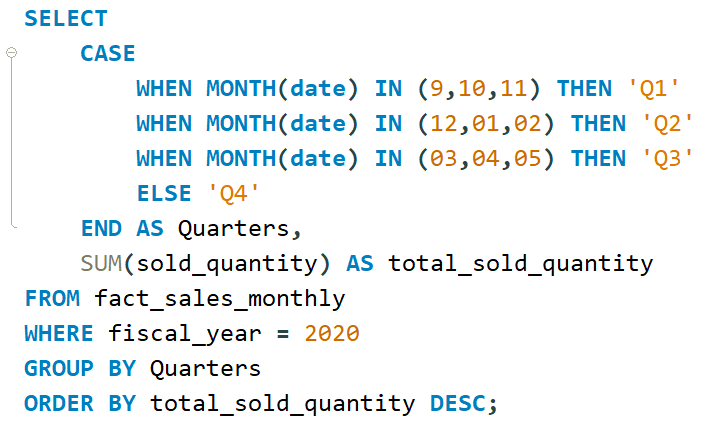 SELECT
CASE
WHEN MONTH(date) IN (9,10,11) THEN 'Q1'
WHEN MONTH(date) IN (12,01,02) THEN 'Q2'
WHEN MONTH(date) IN (03,04,05) THEN 'Q3'
ELSE 'Q4'
END AS Quarters,
SUM(sold_quantity) AS total_sold_quantity
FROM fact_sales_monthly
WHERE fiscal_year = 2020
GROUP BY Quarters
ORDER BY total_sold_quantity DESC;